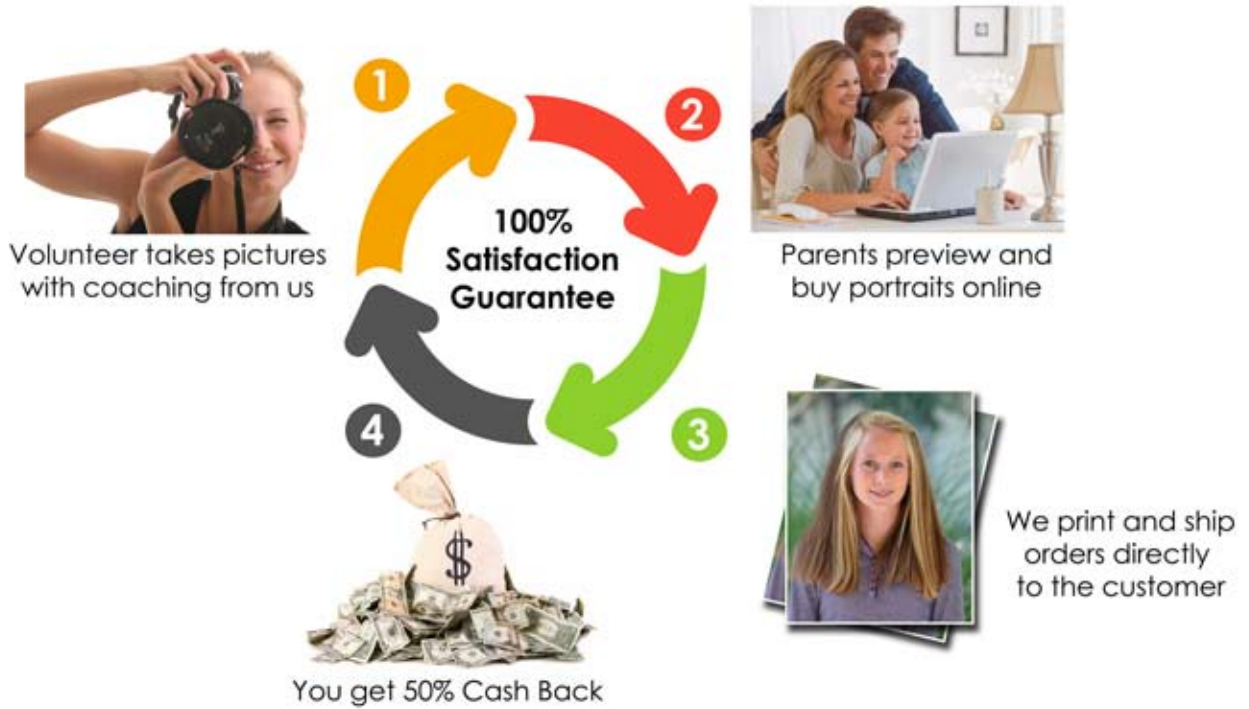 1
Volunteer takes pictures
with coaching from us
2
Parents preview and
buy portraits online
100%
Satisfaction
Guarantee
3
We print and ship
orders directly
to the customer
4
$
You get 50% Cash Back